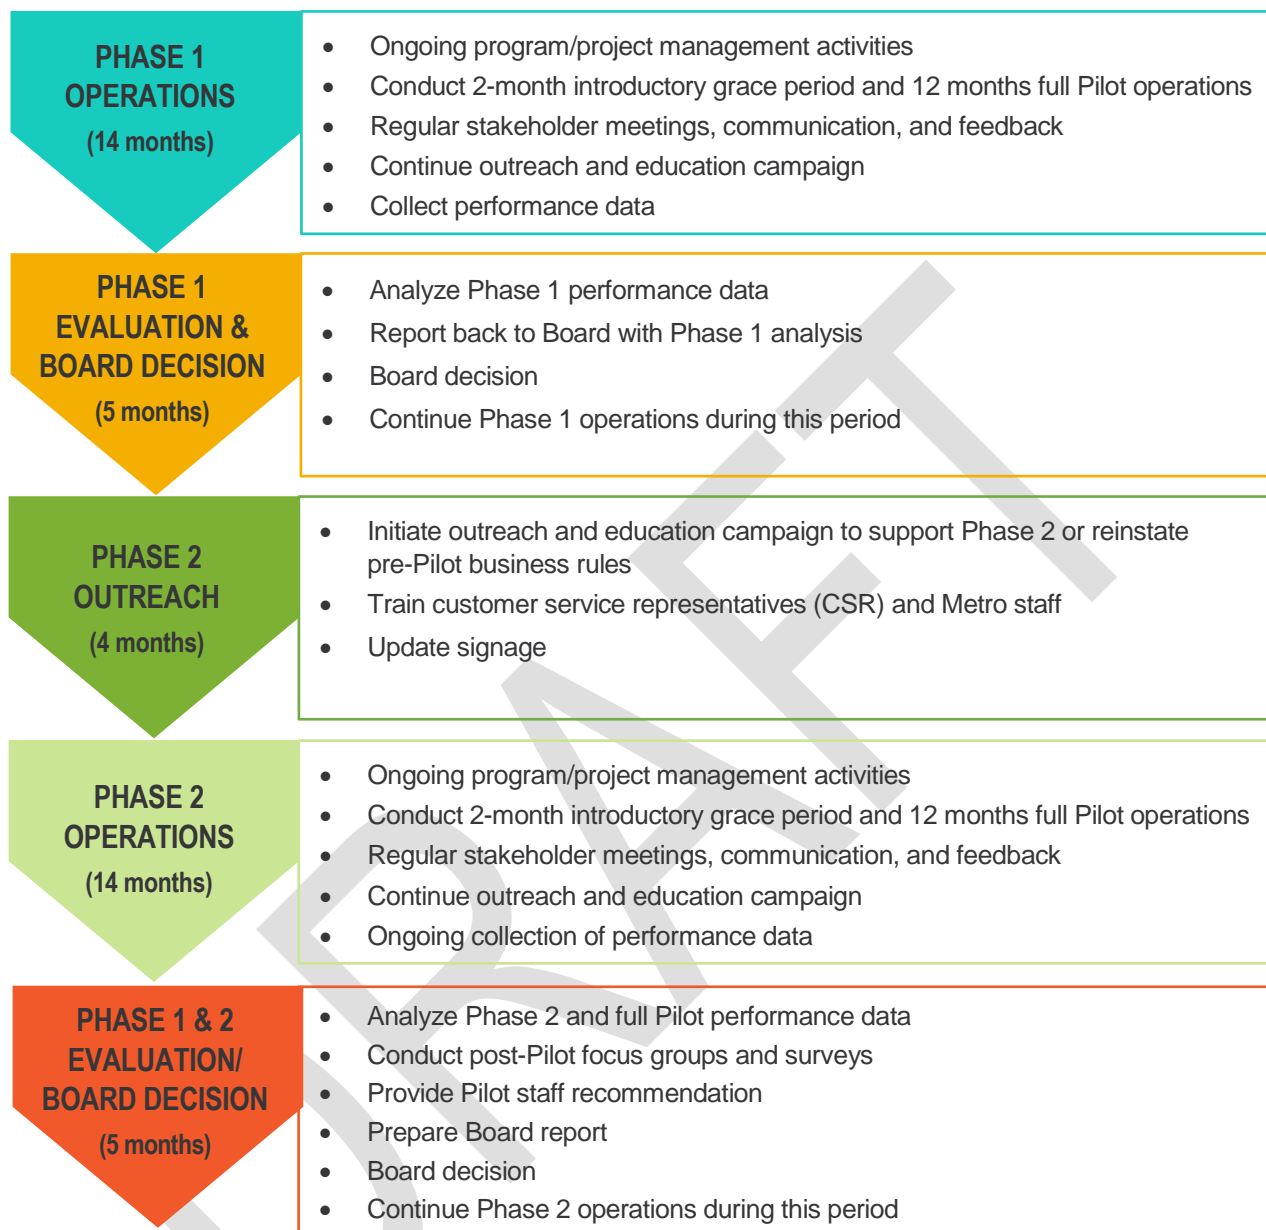 PHASE 1
OPERATIONS
(14 months)
• Ongoing program/project management activities
• Conduct 2-month introductory grace period and 12 months full Pilot operations
• Regular stakeholder meetings, communication, and feedback
• Continue outreach and education campaign
• Collect performance data
PHASE 1
EVALUATION &
BOARD DECISION
(5 months)
• Analyze Phase 1 performance data
• Report back to Board with Phase 1 analysis
• Board decision
• Continue Phase 1 operations during this period
PHASE 2
OUTREACH
(4 months)
• Initiate outreach and education campaign to support Phase 2 or reinstate
pre-Pilot business rules
• Train customer service representatives (CSR) and Metro staff
• Update signage
PHASE 2
OPERATIONS
(14 months)
• Ongoing program/project management activities
• Conduct 2-month introductory grace period and 12 months full Pilot operations
• Regular stakeholder meetings, communication, and feedback
• Continue outreach and education campaign
• Ongoing collection of performance data
PHASE 1 & 2
EVALUATION/
BOARD DECISION
(5 months)
• Analyze Phase 2 and full Pilot performance data
• Conduct post-Pilot focus groups and surveys
• Provide Pilot staff recommendation
• Prepare Board report
• Board decision
• Continue Phase 2 operations during this period
DRAFT